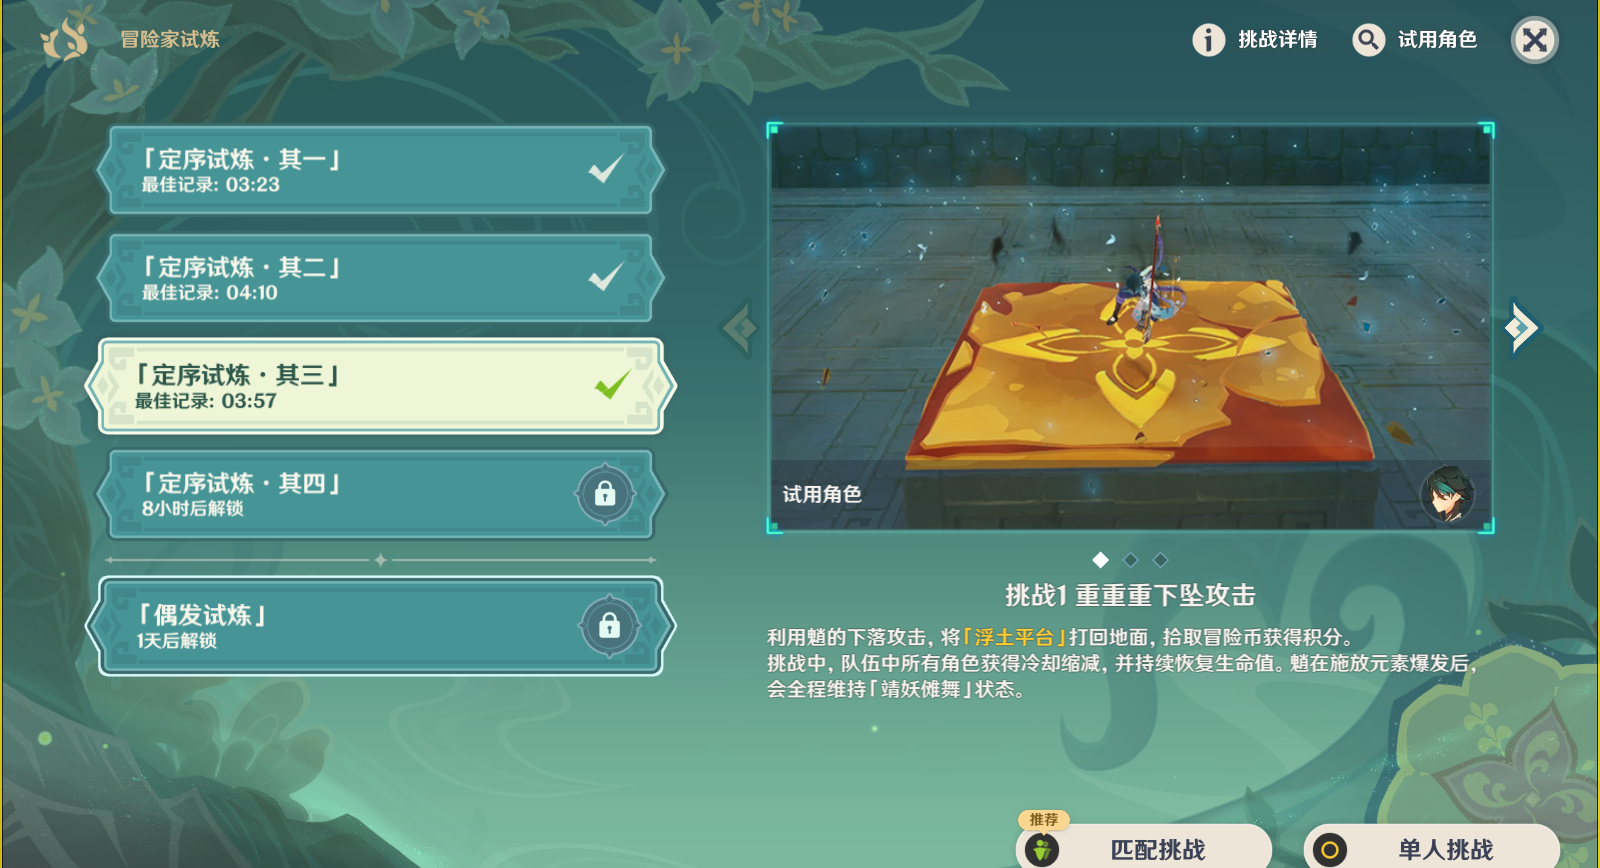 冒险家试炼
挑战详情
试用角色
「定序试炼・其一」
最佳记录: 03:23
「定序试炼・其二」
最佳记录: 04:10
「定序试炼・其三」
最佳记录: 03:57
「定序试炼・其四」
8小时后解锁
「偶发试炼」
1天后解锁
试用角色
挑战1 重重重下坠攻击
利用魈的下落攻击，将「浮土平台」打回地面，拾取冒险币获得积分。
挑战中，队伍中所有角色获得冷却缩减，并持续恢复生命值。魈在施放元素爆发后，
会全程维持「靖妖傩舞」状态。
推荐
匹配挑战
单人挑战